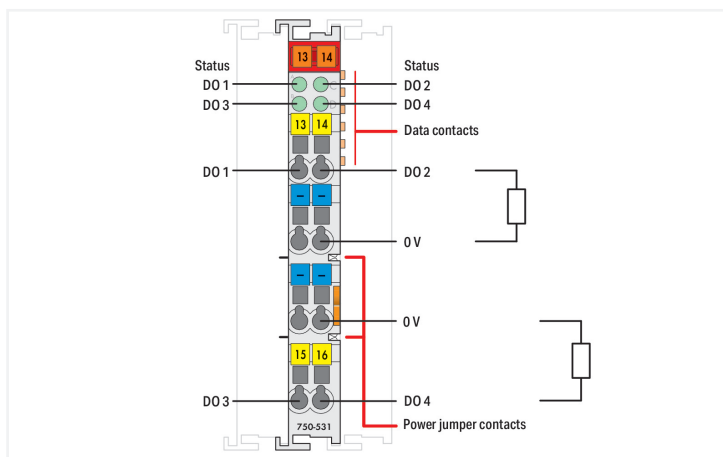 13 14
Status Status
DO 1 DO 2
DO 3 DO 4
13 14
Data contacts
DO 1 DO 2
– –
0 V
– –
0 V
15 16
DO 3 DO 4
Power jumper contacts
750-531